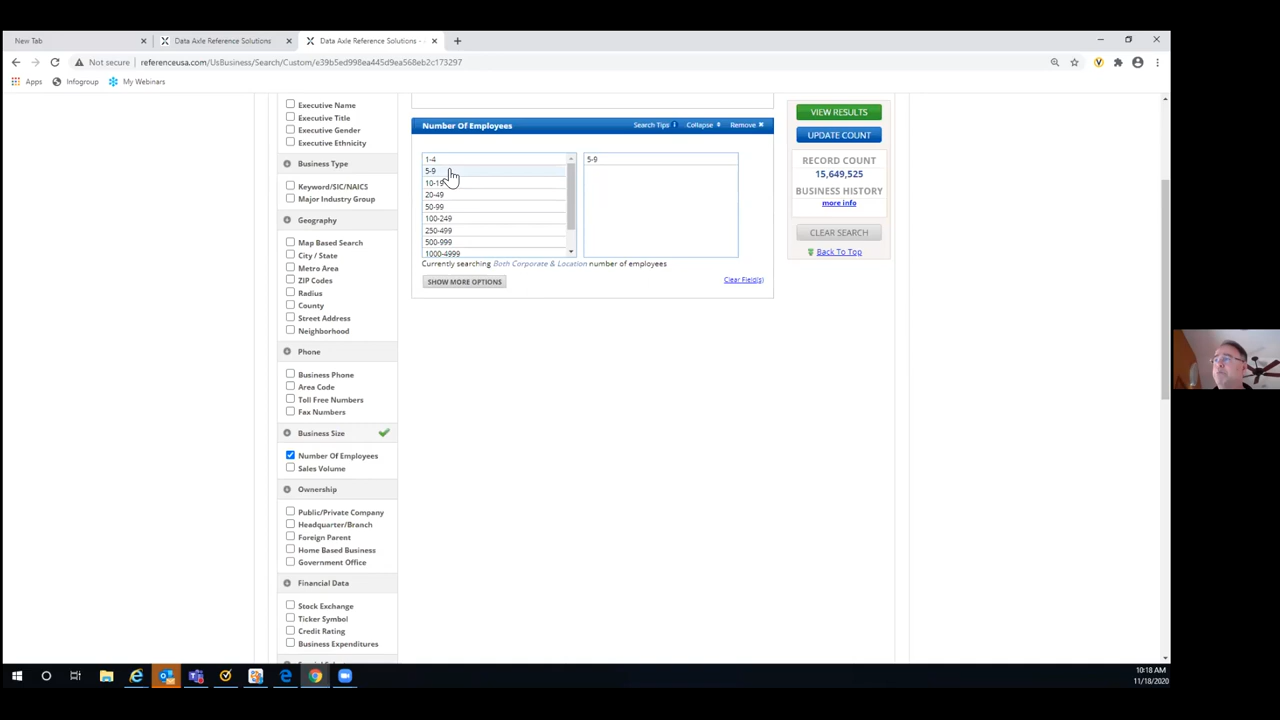 New Tab
Data Axle Reference Solutions
Data Axle Reference Solutions -
Not secure
referenceusa.com/UsBusiness/Search/Custom/e39b5ed998ea445d9ea568eb2c173297
Apps
Infogroup
My Webinars
Executive Name
Executive Title
Executive Gender
Executive Ethnicity
Business Type
Keyword/SIC/NAICS
Major Industry Group
Geography
Map Based Search
City / State
Metro Area
ZIP Codes
Radius
County
Street Address
Neighborhood
Phone
Business Phone
Area Code
Toll Free Numbers
Fax Numbers
Business Size
Number Of Employees
Sales Volume
Ownership
Public/Private Company
Headquarter/Branch
Foreign Parent
Home Based Business
Government Office
Financial Data
Stock Exchange
Ticker Symbol
Credit Rating
Business Expenditures
Number Of Employees
Search Tips
Collapse
Remove
1-4
5-9
10-19
20-49
50-99
100-249
250-499
500-999
1000-4999
5-9
Currently searching Both Corporate & Location number of employees
SHOW MORE OPTIONS
Clear Field(s)
VIEW RESULTS
UPDATE COUNT
RECORD COUNT
15,649,525
BUSINESS HISTORY
more info
CLEAR SEARCH
Back To Top
10:18 AM
11/18/2020